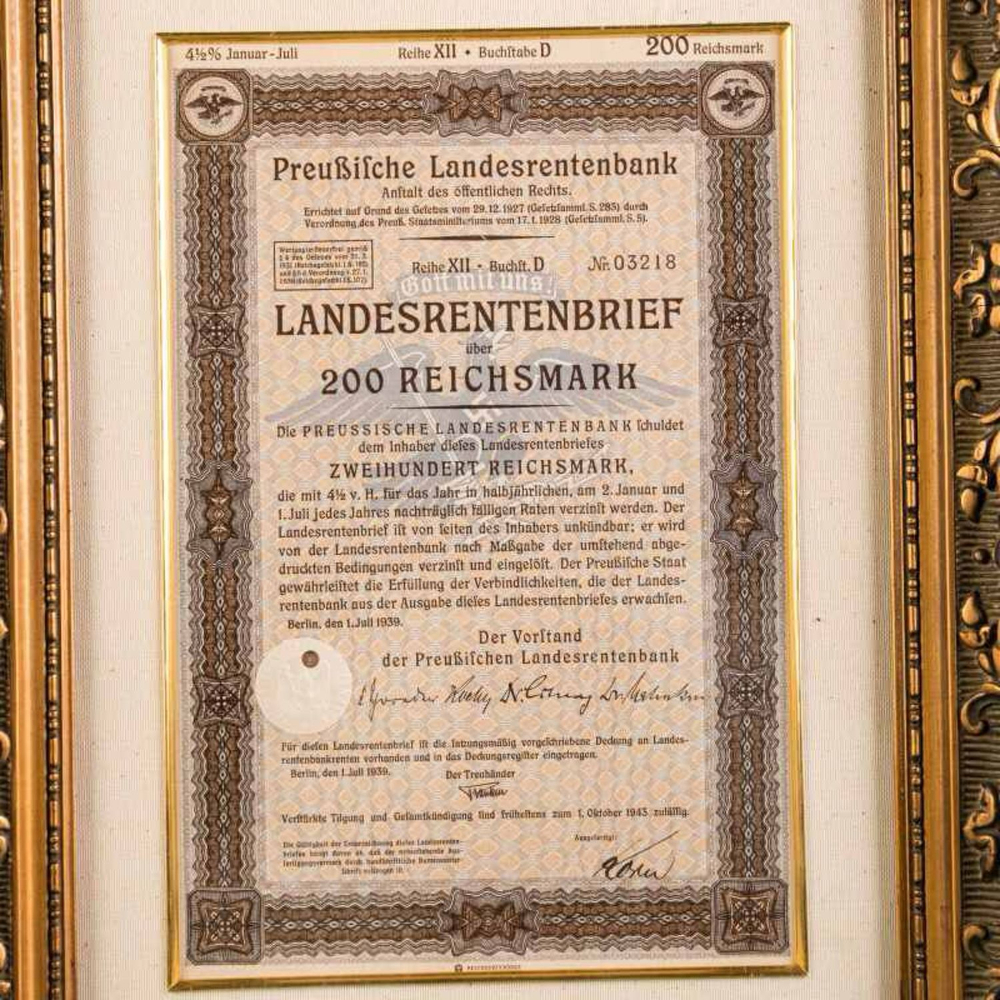 4½% Januar-Juli
Reihe XII • Buchſtabe D
200 Reichsmark
Preußiſche Landesrentenbank
Anſtalt des öffentlichen Rechts.
Errichtet auf Grund des Geſetzes vom 29.12.1927 (Geſetzſamml. S. 283) durch
Verordnung des Preuß. Staatsminiſteriums vom 17.1.1928 (Geſetzſamml. S. 5).
Reihe XII • Buchſt. D Nr. 03218
Gott mit uns!
LANDESRENTENBRIEF
über
200 REICHSMARK
Die PREUSSISCHE LANDESRENTENBANK ſchuldet
dem Inhaber dieſes Landesrentenbrieſes
ZWEIHUNDERT REICHSMARK,
die mit 4½ v. H. für das Jahr in halbjährlichen, am 2. Januar und
1. Juli jedes Jahres nachträglich fälligen Raten verzinſt werden. Der
Landesrentenbrief iſt von ſeiten des Inhabers unkündbar; er wird
von der Landesrentenbank nach Maßgabe der umſtehend abge-
druckten Bedingungen verzinſt und eingelöſt. Der Preußiſche Staat
gewährleiſtet die Erfüllung der Verbindlichkeiten, die der Landes-
rentenbank aus der Ausgabe dieſes Landesrentenbriefes erwachſen.
Berlin, den 1. Juli 1939.
Der Vorſtand
der Preußiſchen Landesrentenbank
Für dieſen Landesrentenbrief iſt die ſatzungsmäßig vorgeſchriebene Deckung an Landes-
rentenbankrenten vorhanden und in das Deckungsregiſter eingetragen.
Berlin, den 1. Juli 1939.
Der Treuhänder
Verſtärkte Tilgung und Geſamtkündigung ſind früheſtens zum 1. Oktober 1943 zuläſſig.
Ausgefertigt: